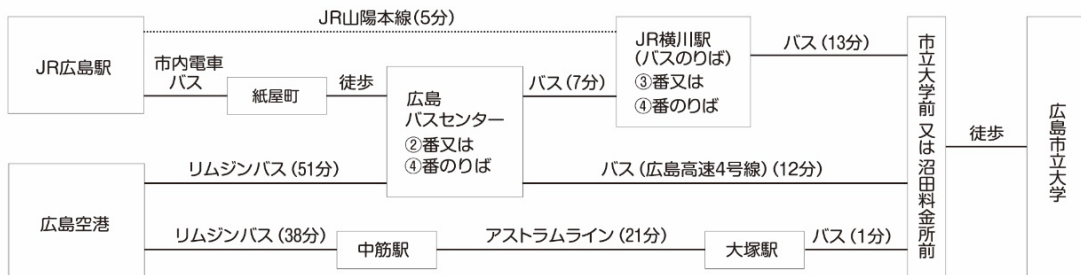 JR山陽本線(5分)
JR広島駅
市内電車
バス
紙屋町
徒歩
広島
バスセンター
②番又は
④番のりば
バス(7分)
JR横川駅
(バスのりば)
③番又は
④番のりば
バス(13分)
広島空港
リムジンバス(51分)
バス(広島高速4号線)(12分)
リムジンバス(38分)
中筋駅
アストラムライン(21分)
大塚駅
バス(1分)
市立大学前 又は 沼田料金所前
徒歩
広島市立大学